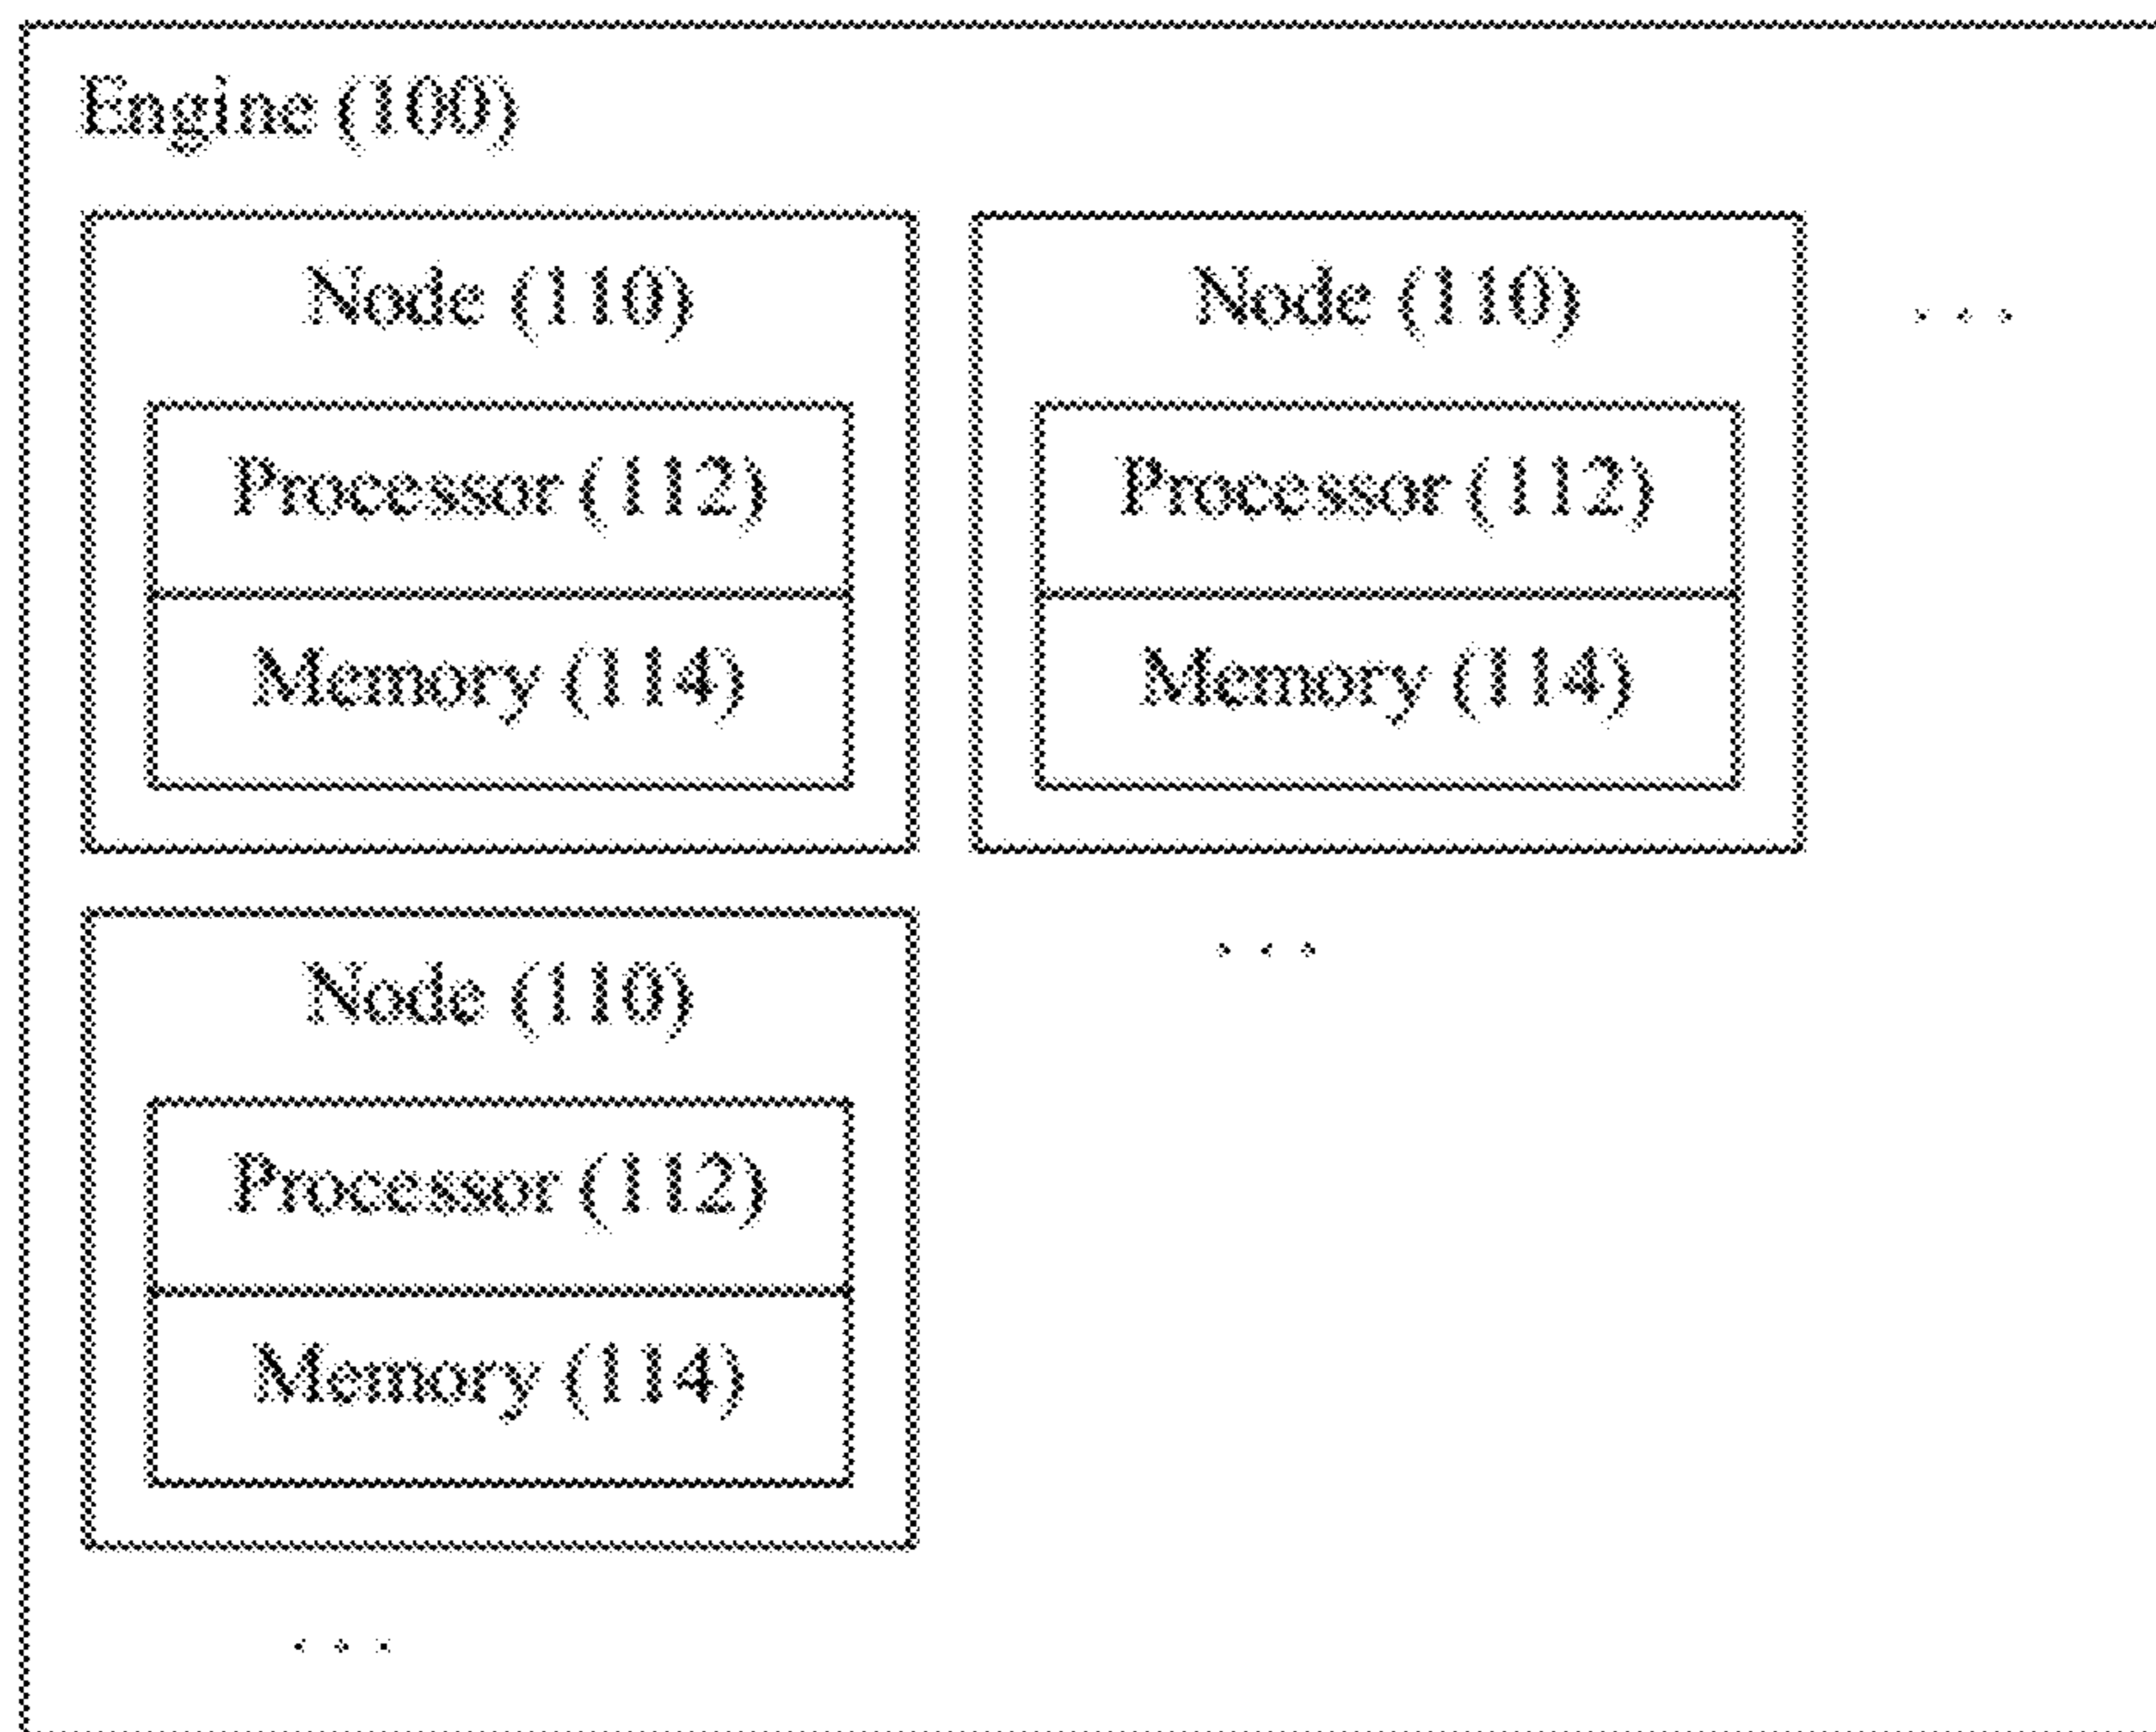 Engine (100)
Node (110)
Processor (112)
Memory (114)
Node (110)
Processor (112)
Memory (114)
. . .
Node (110)
Processor (112)
Memory (114)
. . .
. . .